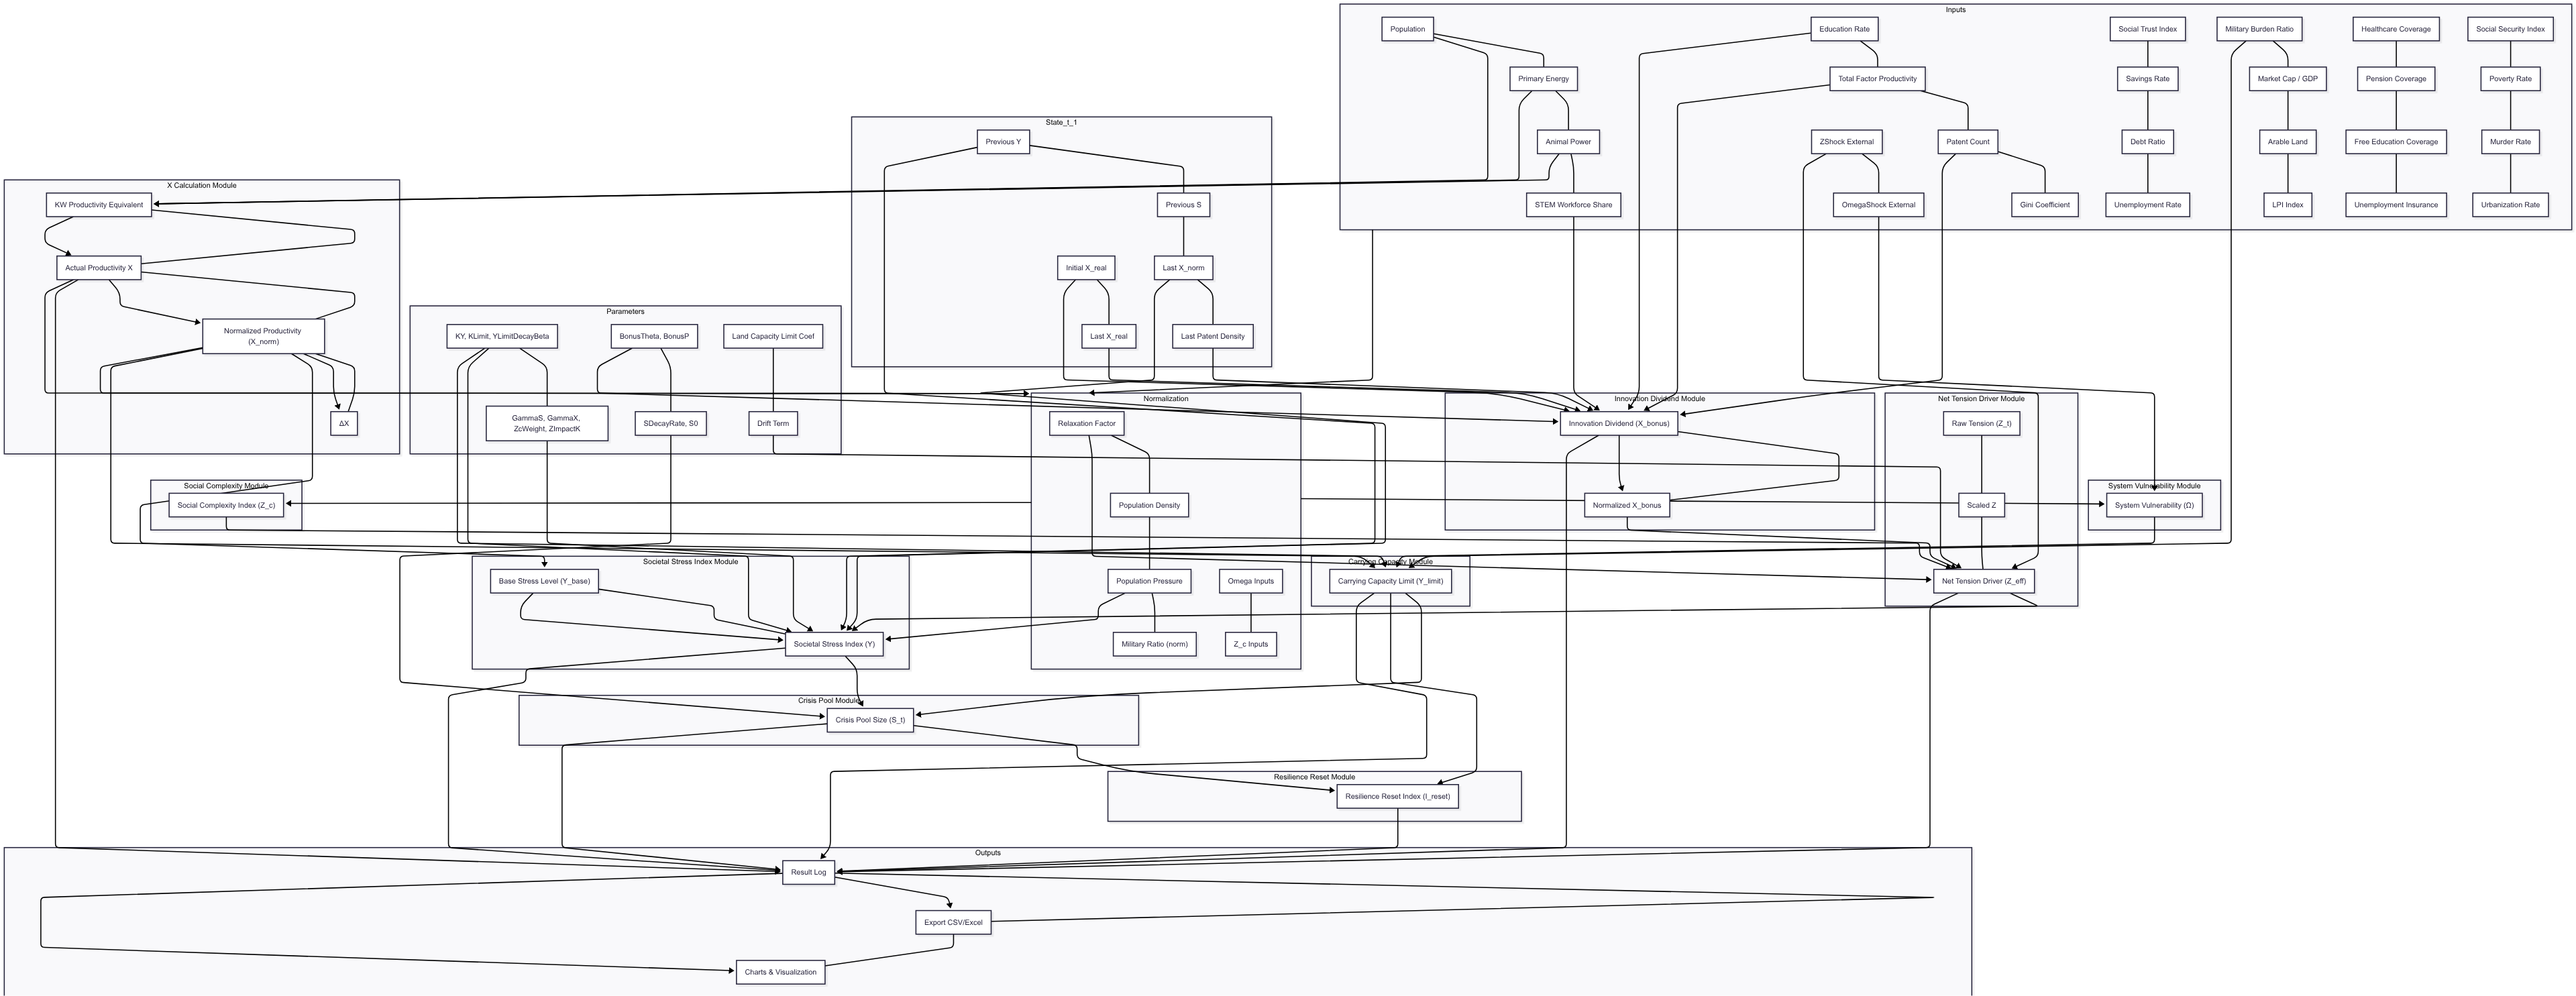 Inputs
Population
Education Rate
Social Trust Index
Military Burden Ratio
Healthcare Coverage
Social Security Index
Primary Energy
Total Factor Productivity
Savings Rate
Market Cap / GDP
Pension Coverage
Poverty Rate
Animal Power
ZShock External
Patent Count
Debt Ratio
Arable Land
Free Education Coverage
Murder Rate
STEM Workforce Share
OmegaShock External
Gini Coefficient
Unemployment Rate
LPI Index
Unemployment Insurance
Urbanization Rate
State_t_1
Previous Y
Previous S
Initial X_real
Last X_norm
Last X_real
Last Patent Density
X Calculation Module
KW Productivity Equivalent
Actual Productivity X
Normalized Productivity
(X_norm)
ΔX
Parameters
KY, KLimit, YLimitDecayBeta
BonusTheta, BonusP
Land Capacity Limit Coef
GammaS, GammaX,
ZcWeight, ZImpactK
SDecayRate, S0
Drift Term
Normalization
Relaxation Factor
Population Density
Population Pressure
Omega Inputs
Military Ratio (norm)
Z_c Inputs
Innovation Dividend Module
Innovation Dividend (X_bonus)
Normalized X_bonus
Net Tension Driver Module
Raw Tension (Z_t)
Scaled Z
Net Tension Driver (Z_eff)
Social Complexity Module
Social Complexity Index (Z_c)
System Vulnerability Module
System Vulnerability (Ω)
Societal Stress Index Module
Base Stress Level (Y_base)
Societal Stress Index (Y)
Carrying Capacity Module
Carrying Capacity Limit (Y_limit)
Crisis Pool Module
Crisis Pool Size (S_t)
Resilience Reset Module
Resilience Reset Index (I_reset)
Outputs
Result Log
Export CSV/Excel
Charts & Visualization